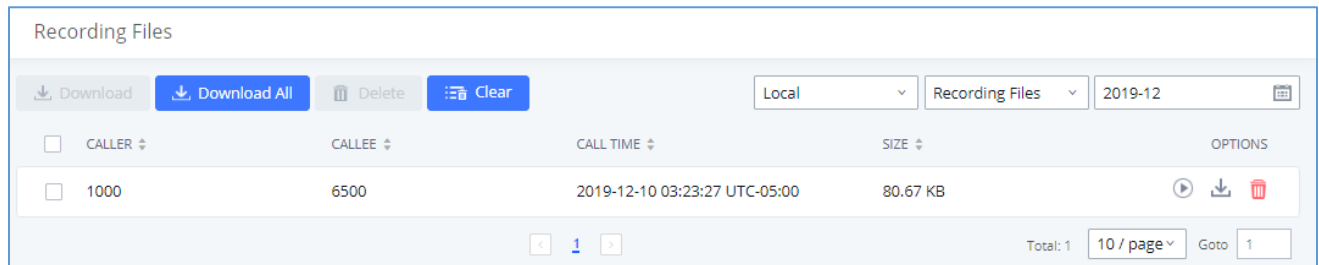 Recording Files
Download Download All Delete Clear Local Recording Files 2019-12
CALLER CALLEE CALL TIME SIZE OPTIONS
1000 6500 2019-12-10 03:23:27 UTC-05:00 80.67 KB
< 1 > Total: 1 10 / page Goto 1